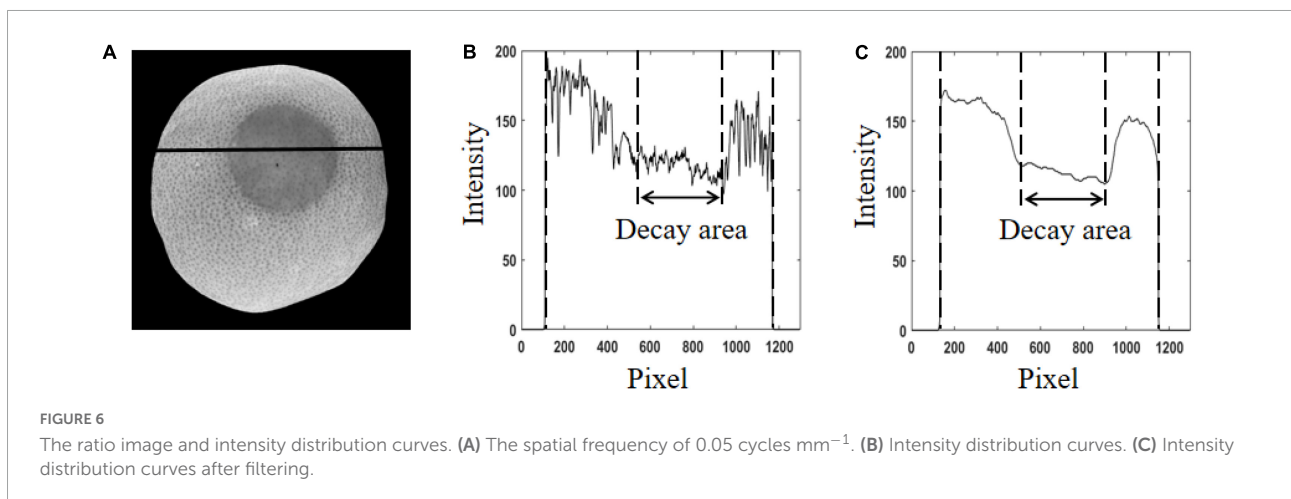 A
B
200
150
100
50
0
0 200 400 600 800 1000 1200
Intensity
Pixel
Decay area
C
200
150
100
50
0
0 200 400 600 800 1000 1200
Intensity
Pixel
Decay area
FIGURE 6
The ratio image and intensity distribution curves. (A) The spatial frequency of 0.05 cycles mm⁻¹. (B) Intensity distribution curves. (C) Intensity
distribution curves after filtering.